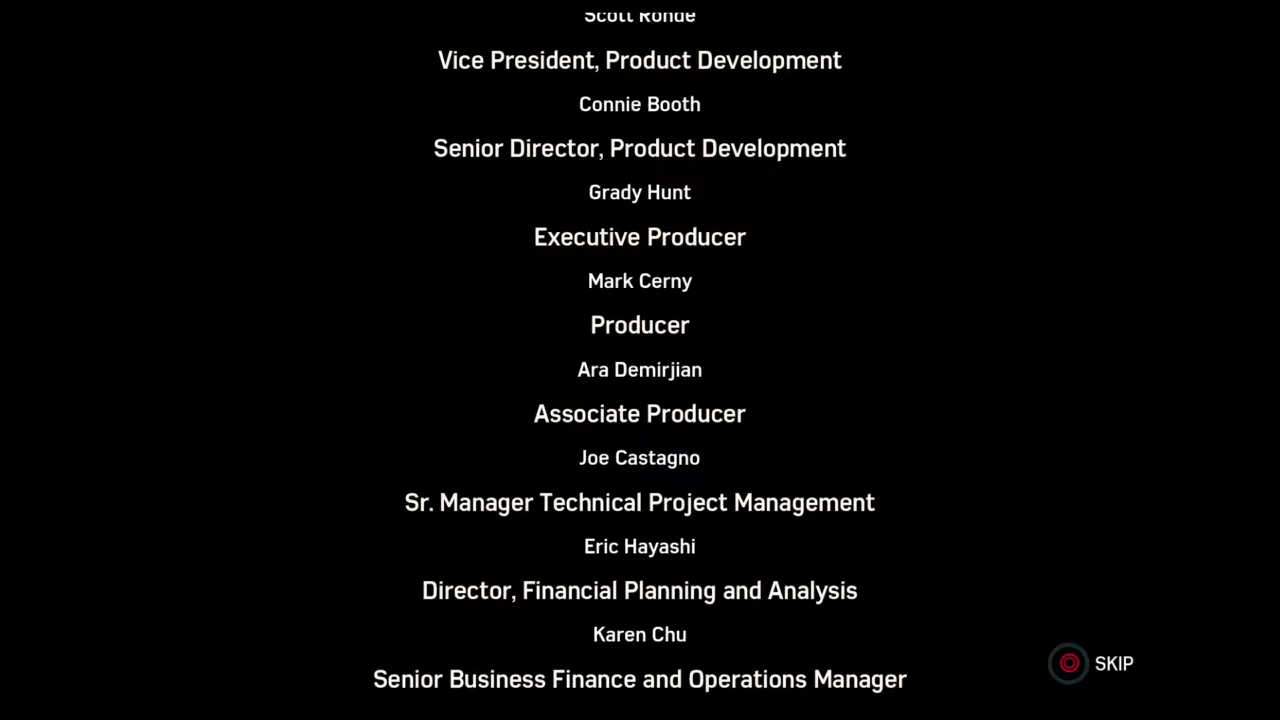 Scott Rohde
Vice President, Product Development
Connie Booth
Senior Director, Product Development
Grady Hunt
Executive Producer
Mark Cerny
Producer
Ara Demirjian
Associate Producer
Joe Castagno
Sr. Manager Technical Project Management
Eric Hayashi
Director, Financial Planning and Analysis
Karen Chu
Senior Business Finance and Operations Manager
SKIP